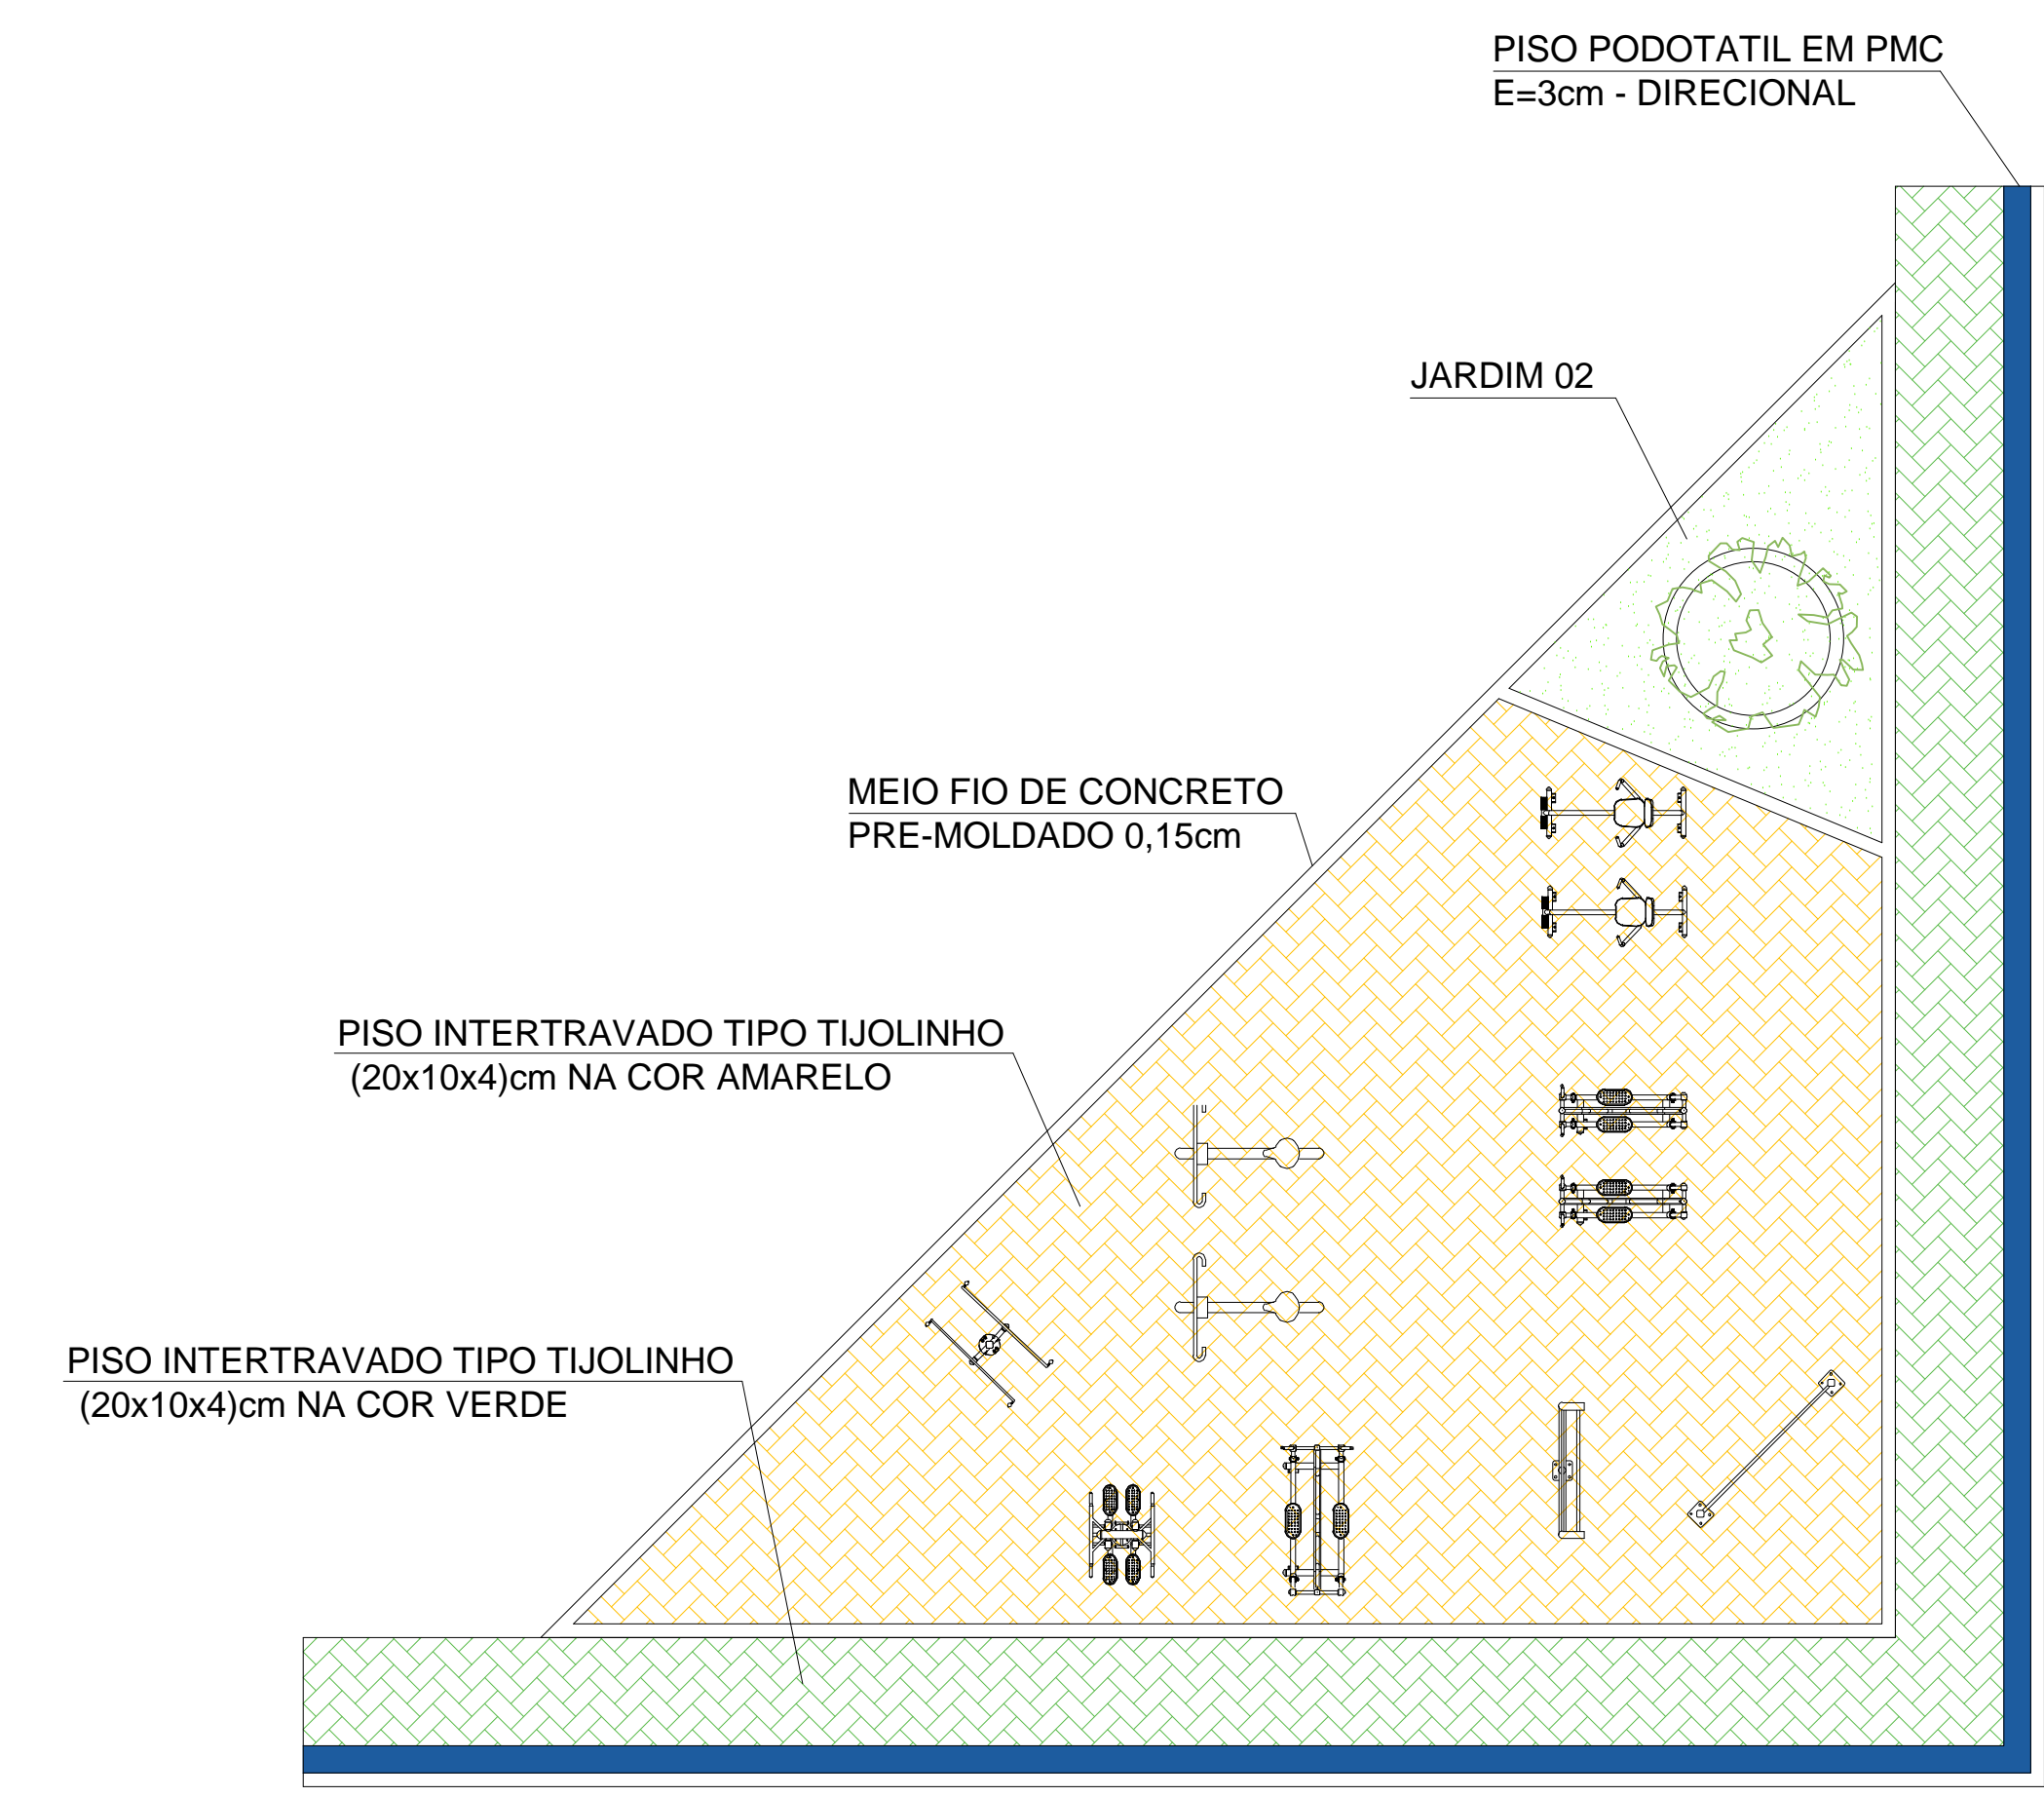 PISO PODOTATIL EM PMC
E=3cm - DIRECIONAL
JARDIM 02
MEIO FIO DE CONCRETO
PRE-MOLDADO 0,15cm
PISO INTERTRAVADO TIPO TIJOLINHO
(20x10x4)cm NA COR AMARELO
PISO INTERTRAVADO TIPO TIJOLINHO
(20x10x4)cm NA COR VERDE